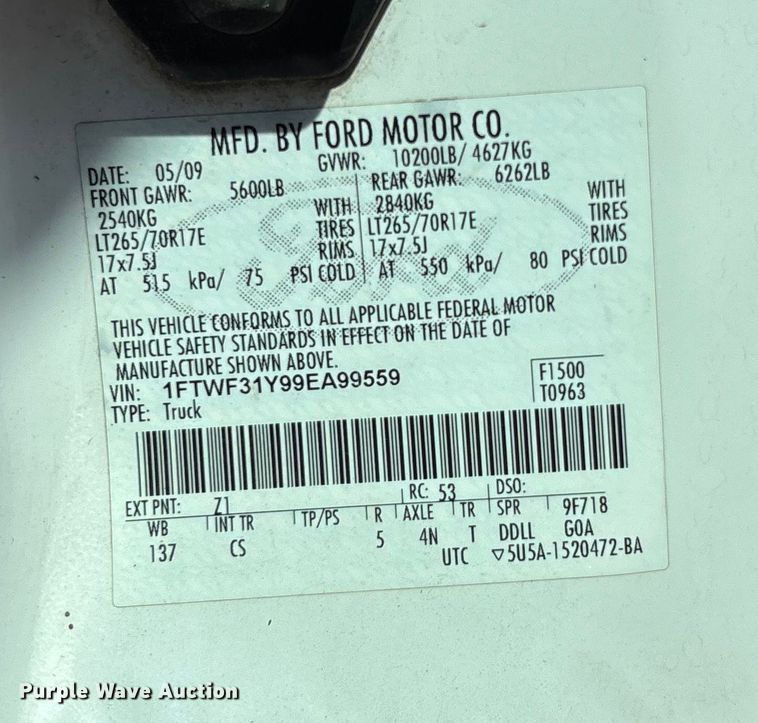 MFD. BY FORD MOTOR CO.
DATE: 05/09 GVWR: 10200LB/ 4627KG
FRONT GAWR: 5600LB REAR GAWR: 6262LB
2540KG WITH 2840KG WITH
LT265/70R17E TIRES LT265/70R17E TIRES
17x7.5J RIMS 17x7.5J RIMS
AT 515 kPa/ 75 PSI COLD AT 550 kPa/ 80 PSI COLD
THIS VEHICLE CONFORMS TO ALL APPLICABLE FEDERAL MOTOR
VEHICLE SAFETY STANDARDS IN EFFECT ON THE DATE OF
MANUFACTURE SHOWN ABOVE.
VIN: 1FTWF31Y99EA99559 F1500
TYPE: Truck T0963
EXT PNT: Z1 RC: 53 DSO:
WB INT TR TP/PS R AXLE TR SPR 9F718
137 CS 5 4N T DDLL GOA
UTC ▽5U5A-1520472-BA
Purple Wave Auction